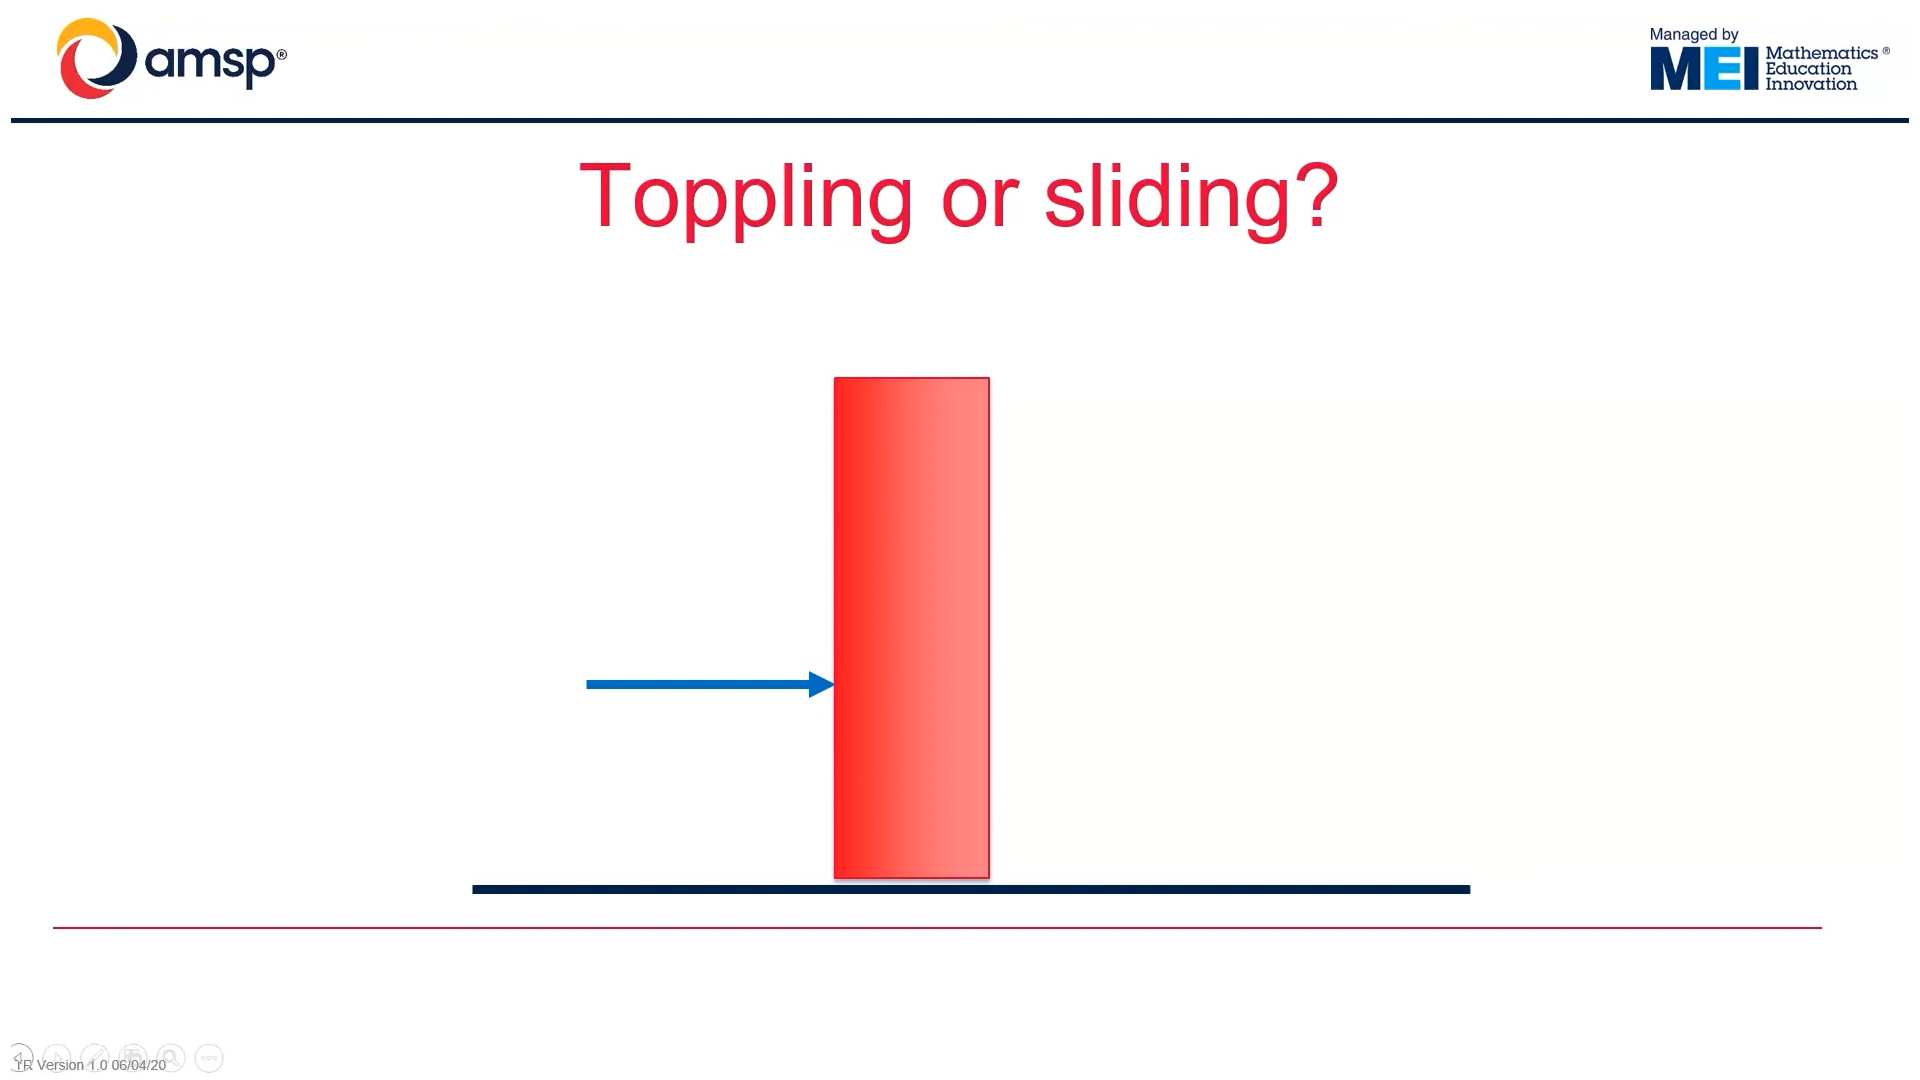 amsp®
Managed by
MEI Mathematics ®
Education
Innovation
Toppling or sliding?
TR Version 1.0 06/04/20